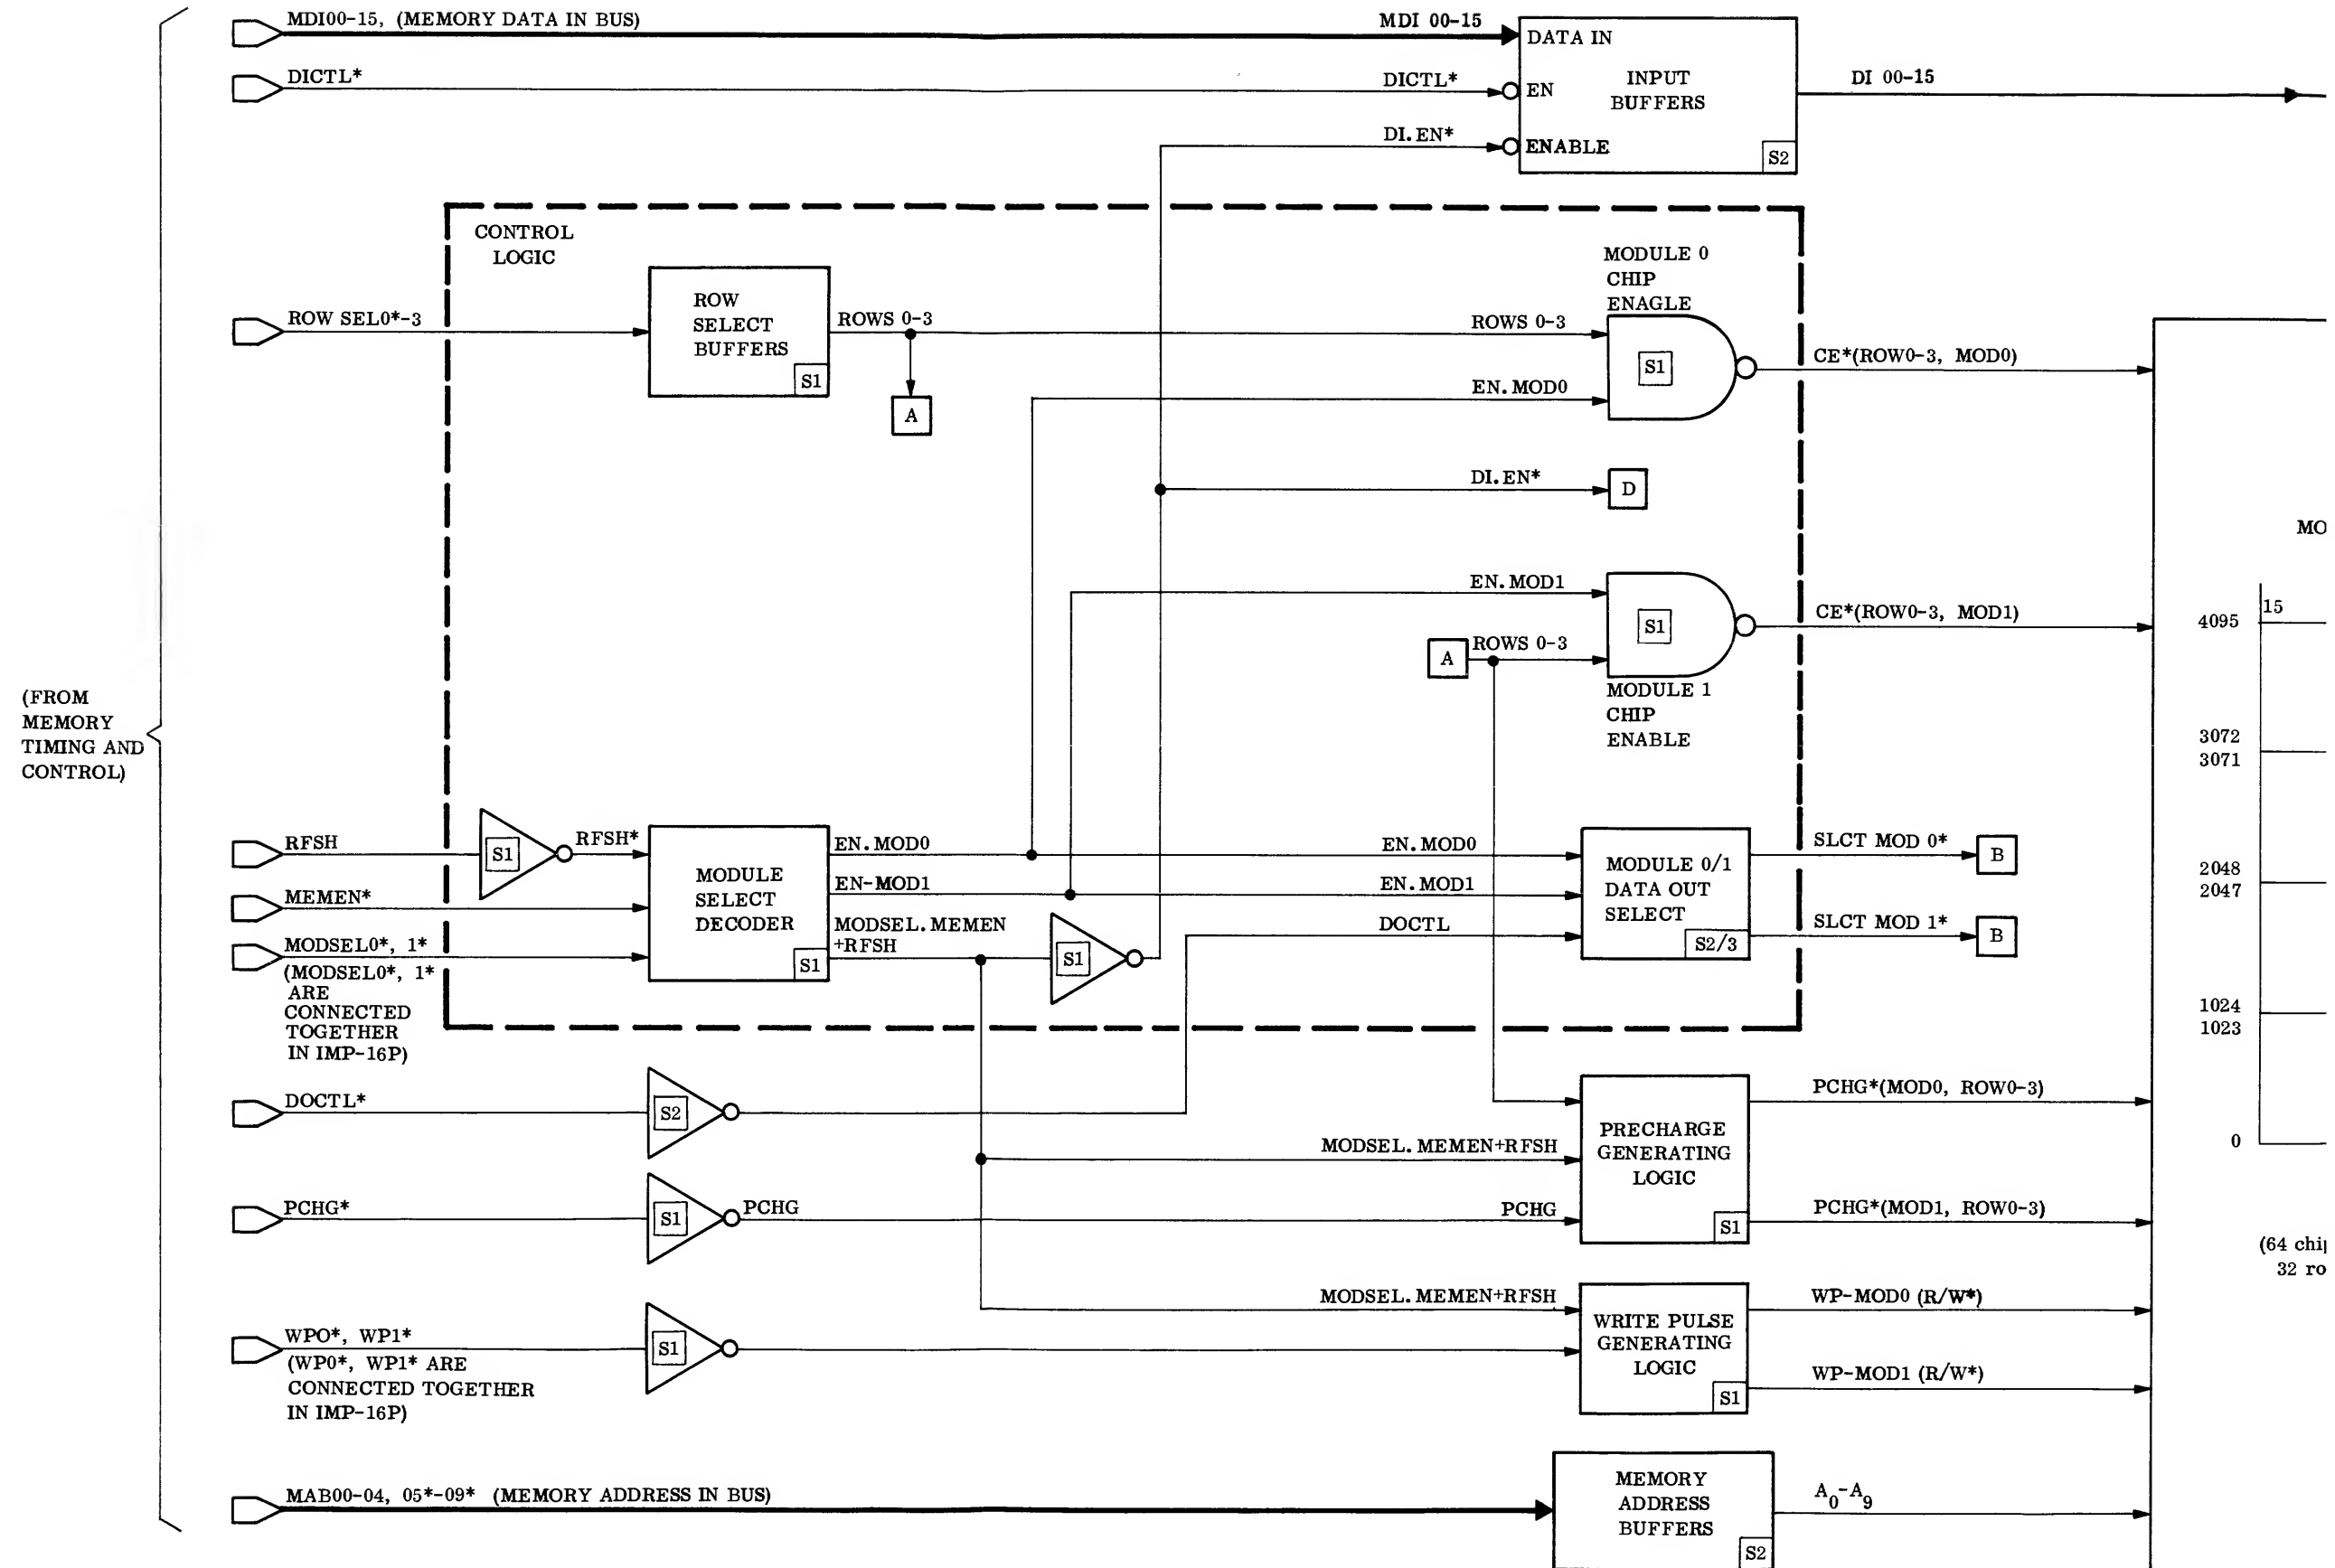 MDI00-15, (MEMORY DATA IN BUS)
MDI 00-15
DATA IN
DICTL*
DICTL*
EN
INPUT
BUFFERS
DI 00-15
DI.EN*
ENABLE
S2
CONTROL
LOGIC
MODULE 0
CHIP
ENAGLE
ROW SEL0*-3
ROW
SELECT
BUFFERS
S1
ROWS 0-3
A
ROWS 0-3
EN.MOD0
S1
CE*(ROW0-3, MOD0)
DI.EN*
D
MO
EN.MOD1
A
ROWS 0-3
S1
CE*(ROW0-3, MOD1)
MODULE 1
CHIP
ENABLE
15
4095
3072
3071
2048
2047
1024
1023
0
(FROM
MEMORY
TIMING AND
CONTROL)
RFSH
S1
RFSH*
MEMEN*
MODSEL0*, 1*
(MODSEL0*, 1*
ARE
CONNECTED
TOGETHER
IN IMP-16P)
MODULE
SELECT
DECODER
S1
EN.MOD0
EN-MOD1
MODSEL.MEMEN
+RFSH
S1
EN.MOD0
EN.MOD1
DOCTL
MODULE 0/1
DATA OUT
SELECT
S2/3
SLCT MOD 0*
B
SLCT MOD 1*
B
DOCTL*
S2
PCHG*
S1
PCHG
MODSEL.MEMEN+RFSH
PCHG
PRECHARGE
GENERATING
LOGIC
S1
PCHG*(MOD0, ROW0-3)
PCHG*(MOD1, ROW0-3)
(64 chi
32 ro
WPO*, WP1*
(WP0*, WP1* ARE
CONNECTED TOGETHER
IN IMP-16P)
S1
MODSEL.MEMEN+RFSH
WRITE PULSE
GENERATING
LOGIC
S1
WP-MOD0 (R/W*)
WP-MOD1 (R/W*)
MAB00-04, 05*-09* (MEMORY ADDRESS IN BUS)
MEMORY
ADDRESS
BUFFERS
S2
A0-A9